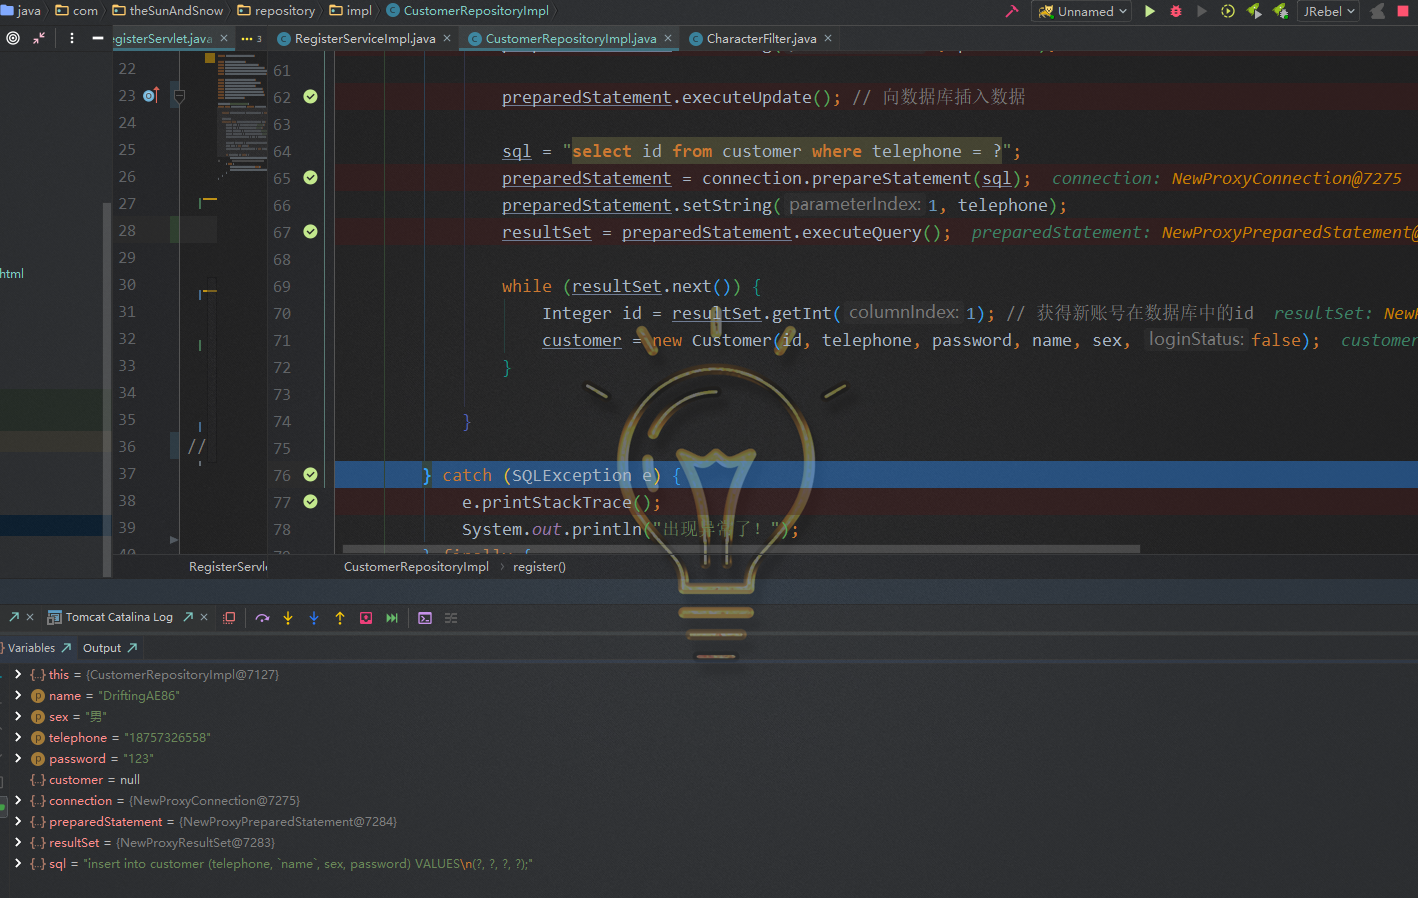 java com theSunAndSnow repository impl CustomerRepositoryImpl
Unnamed JRebel
egisterServlet.java 3 RegisterServiceImpl.java CustomerRepositoryImpl.java CharacterFilter.java
22 61
23 62 preparedStatement.executeUpdate(); // 向数据库插入数据
24 63
25 64 sql = "select id from customer where telephone = ?";
26 65 preparedStatement = connection.prepareStatement(sql); connection: NewProxyConnection@7275
27 66 preparedStatement.setString( parameterIndex: 1, telephone);
28 67 resultSet = preparedStatement.executeQuery(); preparedStatement: NewProxyPreparedStatement@
29 68
html
30 69 while (resultSet.next()) {
31 70 Integer id = resultSet.getInt( columnIndex: 1); // 获得新账号在数据库中的id resultSet:
32 71 customer = new Customer(id, telephone, password, name, sex, loginStatus: false); customer
33 72 }
34 73
35 74 }
36 // 75
37 76 } catch (SQLException e) {
38 77 e.printStackTrace();
39 78 System.out.println("出现异常了！");
} finally {
CustomerRepositoryImpl register()
Tomcat Catalina Log
Variables Output
this = {CustomerRepositoryImpl@7127}
p name = "DriftingAE86"
p sex = "男"
p telephone = "18757326558"
p password = "123"
customer = null
connection = {NewProxyConnection@7275}
preparedStatement = {NewProxyPreparedStatement@7284}
resultSet = {NewProxyResultSet@7283}
sql = "insert into customer (telephone, `name`, sex, password) VALUES\n(?, ?, ?, ?);"